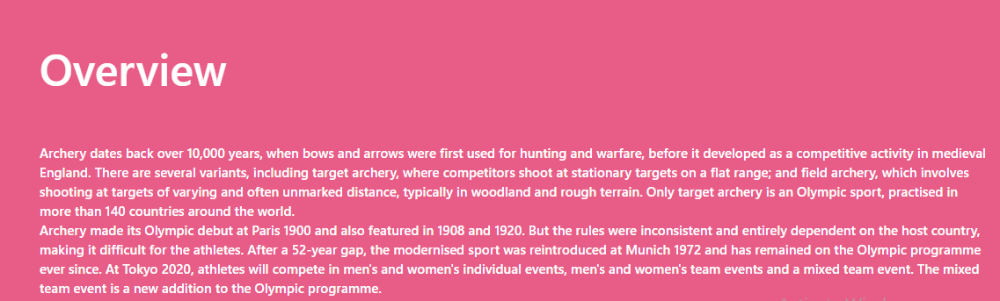 Overview
Archery dates back over 10,000 years, when bows and arrows were first used for hunting and warfare, before it developed as a competitive activity in medieval
England. There are several variants, including target archery, where competitors shoot at stationary targets on a flat range; and field archery, which involves
shooting at targets of varying and often unmarked distance, typically in woodland and rough terrain. Only target archery is an Olympic sport, practised in
more than 140 countries around the world.
Archery made its Olympic debut at Paris 1900 and also featured in 1908 and 1920. But the rules were inconsistent and entirely dependent on the host country,
making it difficult for the athletes. After a 52-year gap, the modernised sport was reintroduced at Munich 1972 and has remained on the Olympic programme
ever since. At Tokyo 2020, athletes will compete in men's and women's individual events, men's and women's team events and a mixed team event. The mixed
team event is a new addition to the Olympic programme.